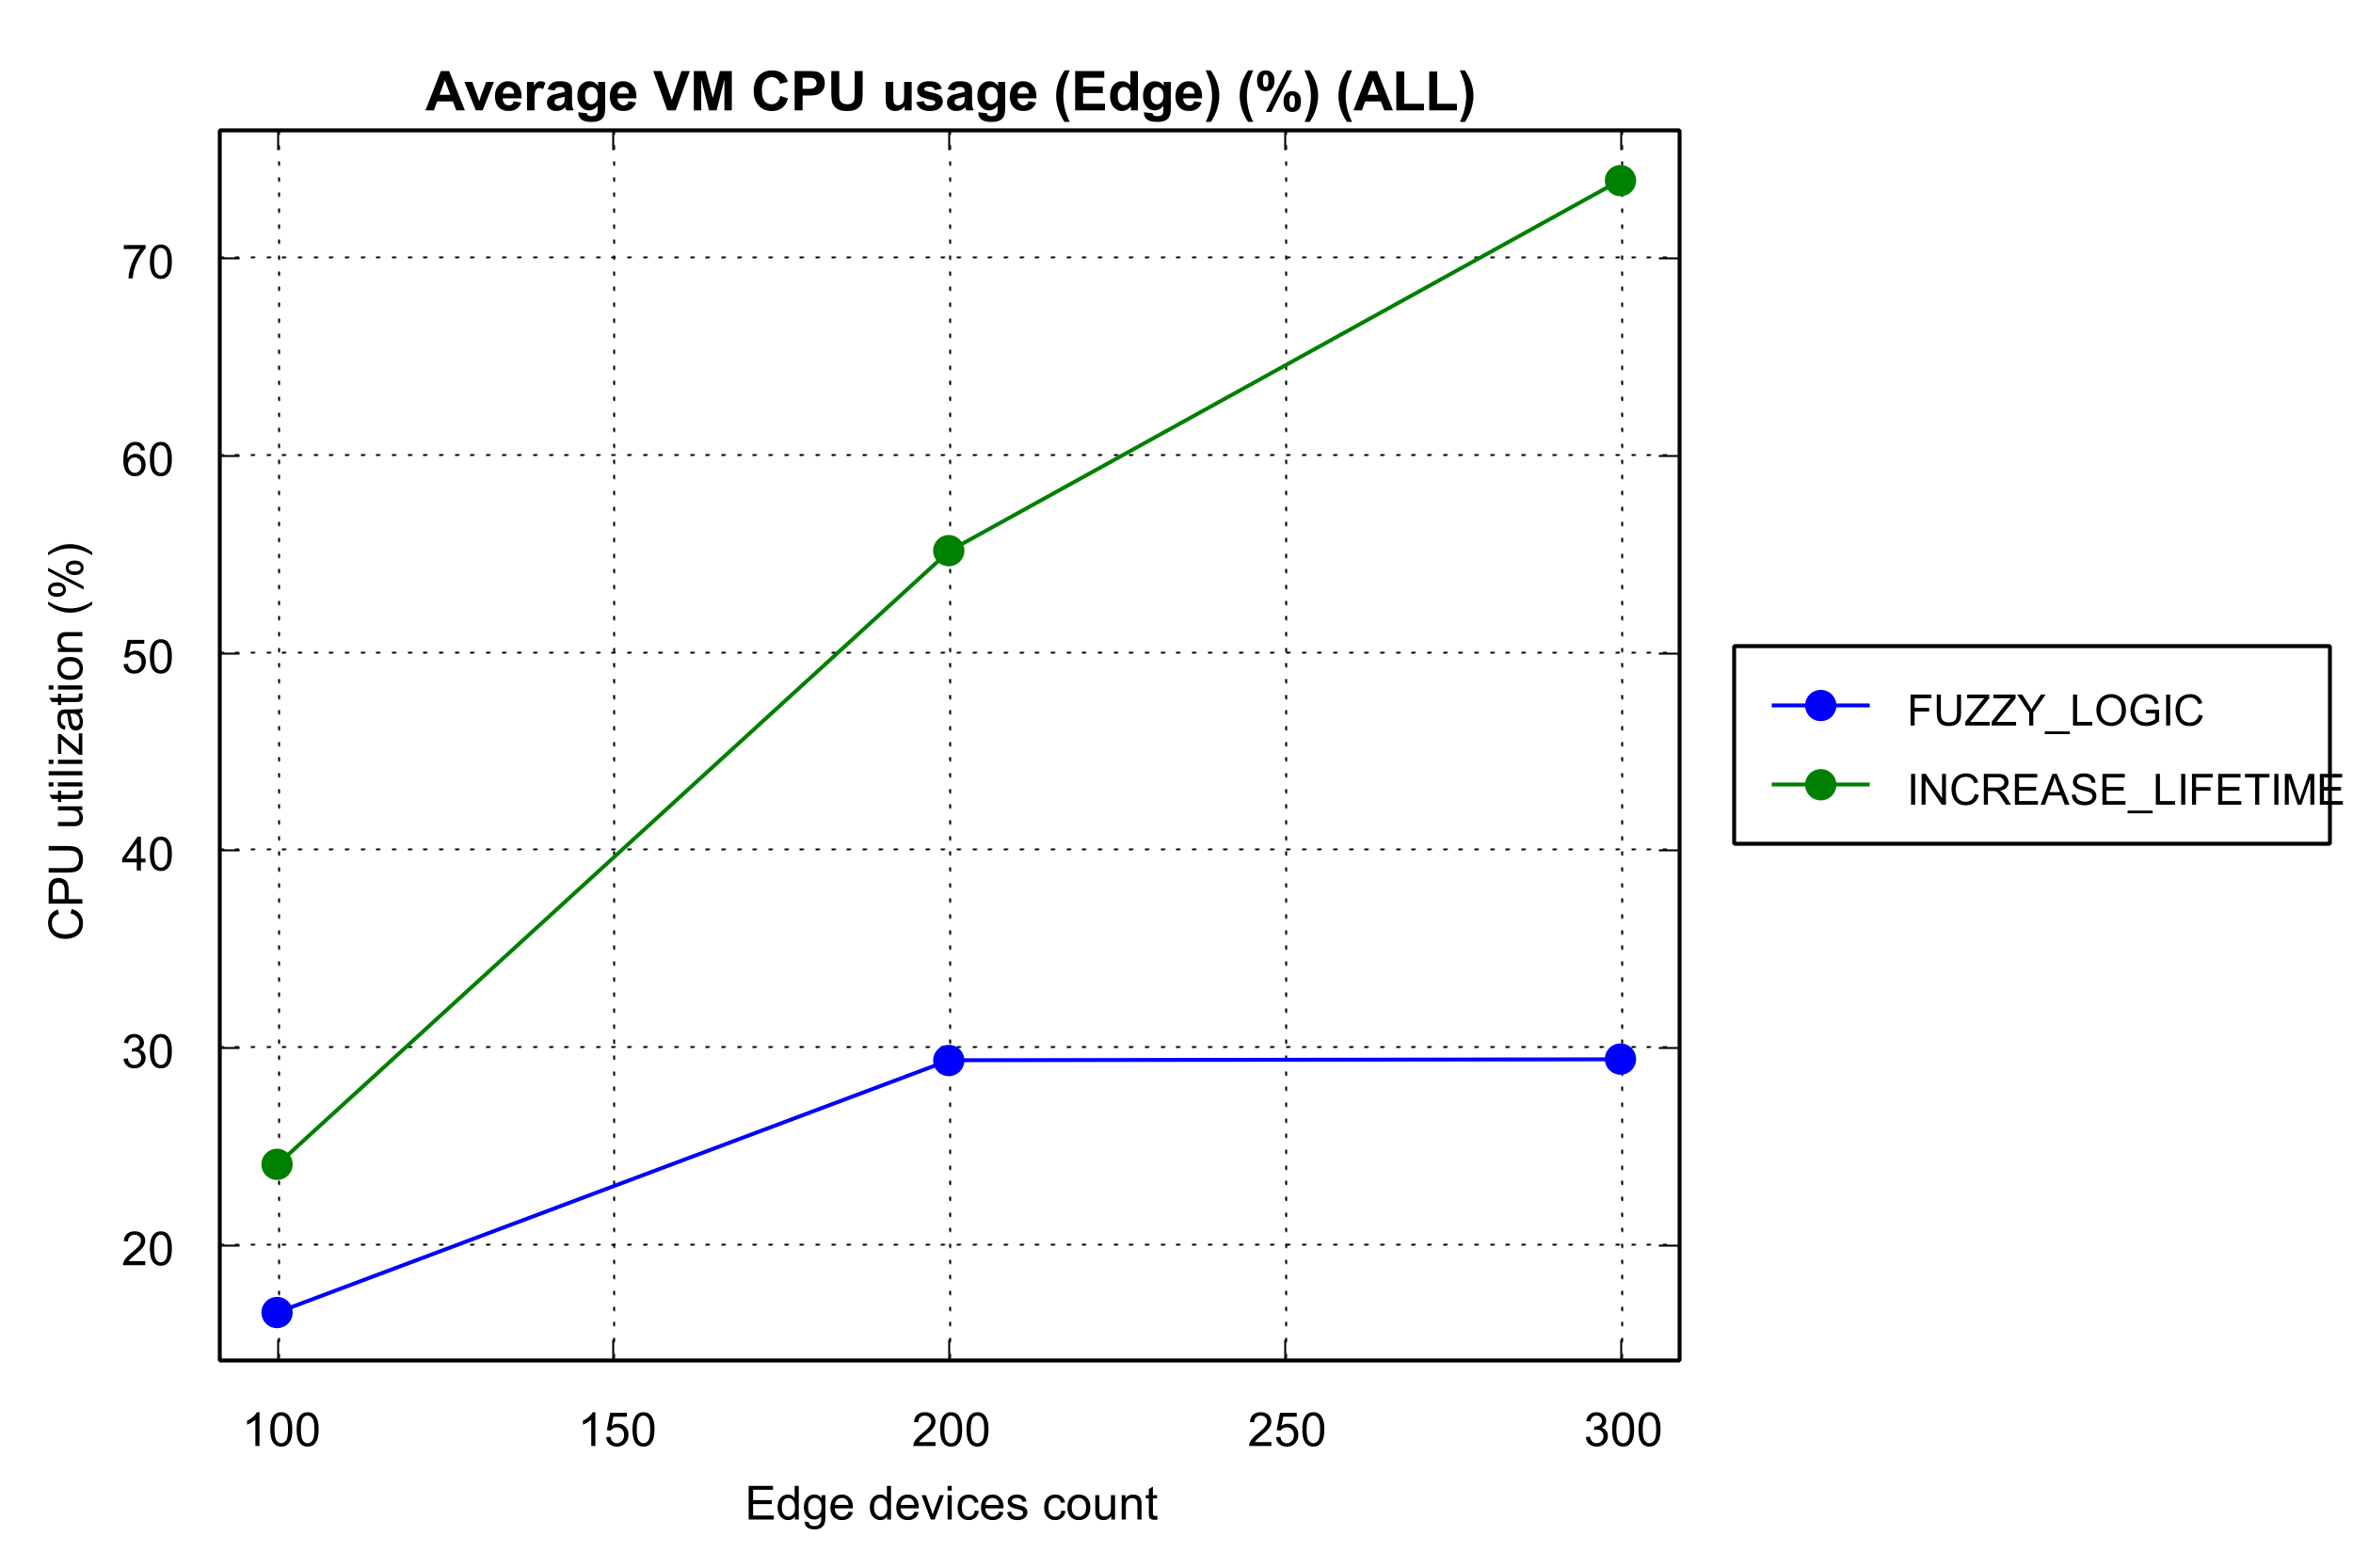 Average VM CPU usage (Edge) (%) (ALL)
70
60
50
40
30
20
CPU utilization (%)
FUZZY_LOGIC
INCREASE_LIFETIME
100 150 200 250 300
Edge devices count